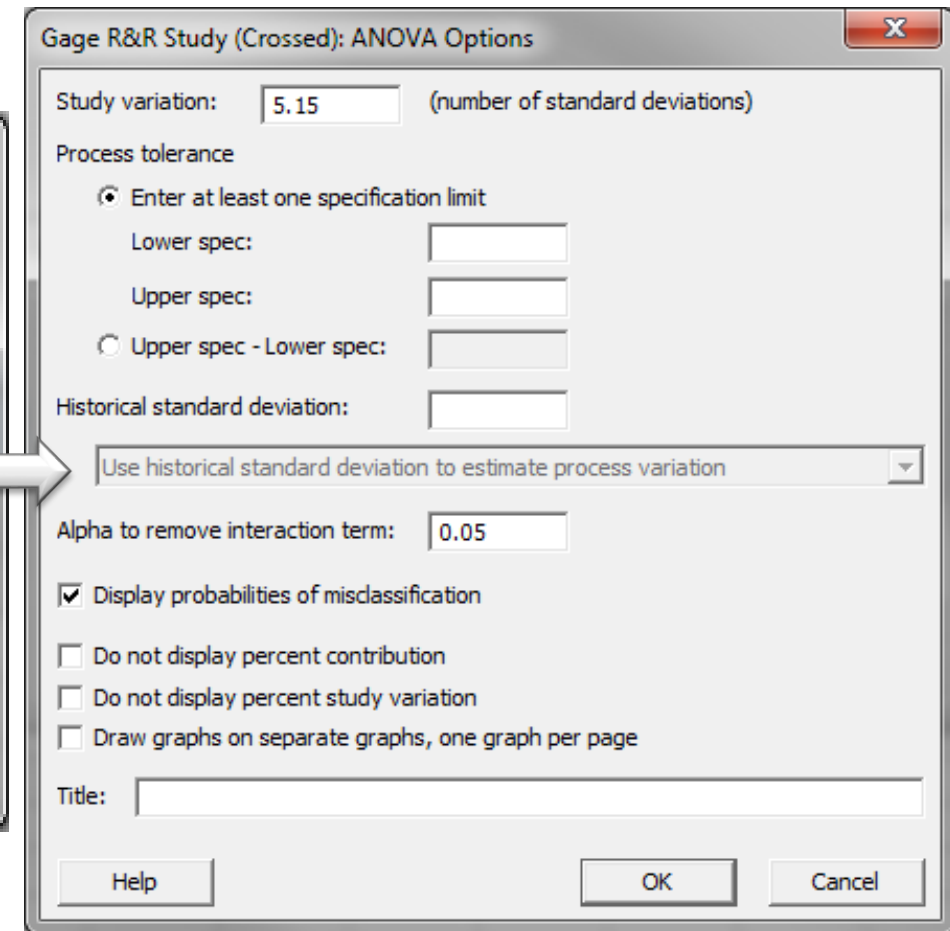 Gage R&R Study (Crossed): ANOVA Options
Study variation: 5.15 (number of standard deviations)
Process tolerance
Enter at least one specification limit
Lower spec:
Upper spec:
Upper spec - Lower spec:
Historical standard deviation:
Use historical standard deviation to estimate process variation
Alpha to remove interaction term: 0.05
Display probabilities of misclassification
Do not display percent contribution
Do not display percent study variation
Draw graphs on separate graphs, one graph per page
Title:
Help OK Cancel